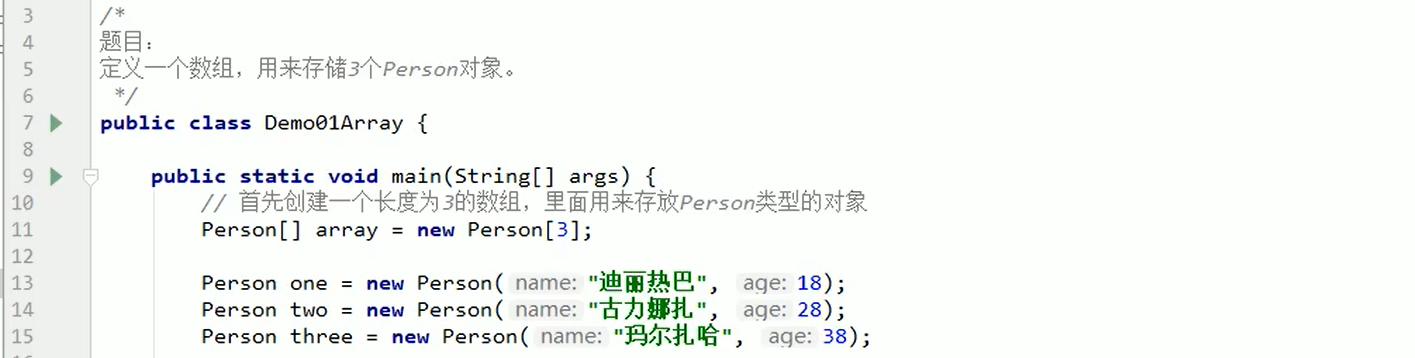 3 /*
4 题目：
5 定义一个数组，用来存储3个Person对象。
6 */
7 public class Demo01Array {
8
9 public static void main(String[] args) {
10 // 首先创建一个长度为3的数组，里面用来存放Person类型的对象
11 Person[] array = new Person[3];
12
13 Person one = new Person( name: "迪丽热巴", age: 18);
14 Person two = new Person( name: "古力娜扎", age: 28);
15 Person three = new Person( name: "玛尔扎哈", age: 38);